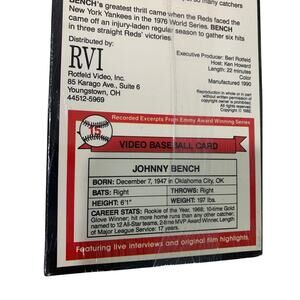 BENCH's greatest thrill came when the Reds faced the
New York Yankees in the 1976 World Series. BENCH
came off an injury-laden regular season to gather six hits
in three straight Reds' victories.
Distributed by:
RVI
Rotfeld Video, Inc.
85 Karago Ave., Suite 6
Youngstown, OH
44512-5969
Executive Producer: Berl Rotfeld
Host: Ken Howard
Length: 22 minutes
Color
Manufactured 1990
Recorded Excerpts From Emmy Award Winning Series
15
VIDEO BASEBALL CARD
JOHNNY BENCH
BORN: December 7, 1947 in Oklahoma City, OK
BATS: Right
THROWS: Right
HEIGHT: 6'1"
WEIGHT: 197 lbs.
CAREER STATS: Rookie of the Year, 1968; 10-time Gold
Glove Winner; hit more home runs than any other catcher;
named to 12 All-Star teams, 2-time MVP Award Winner, Length
of Major League Service: 17 years.
Featuring live interviews and original film highlights.